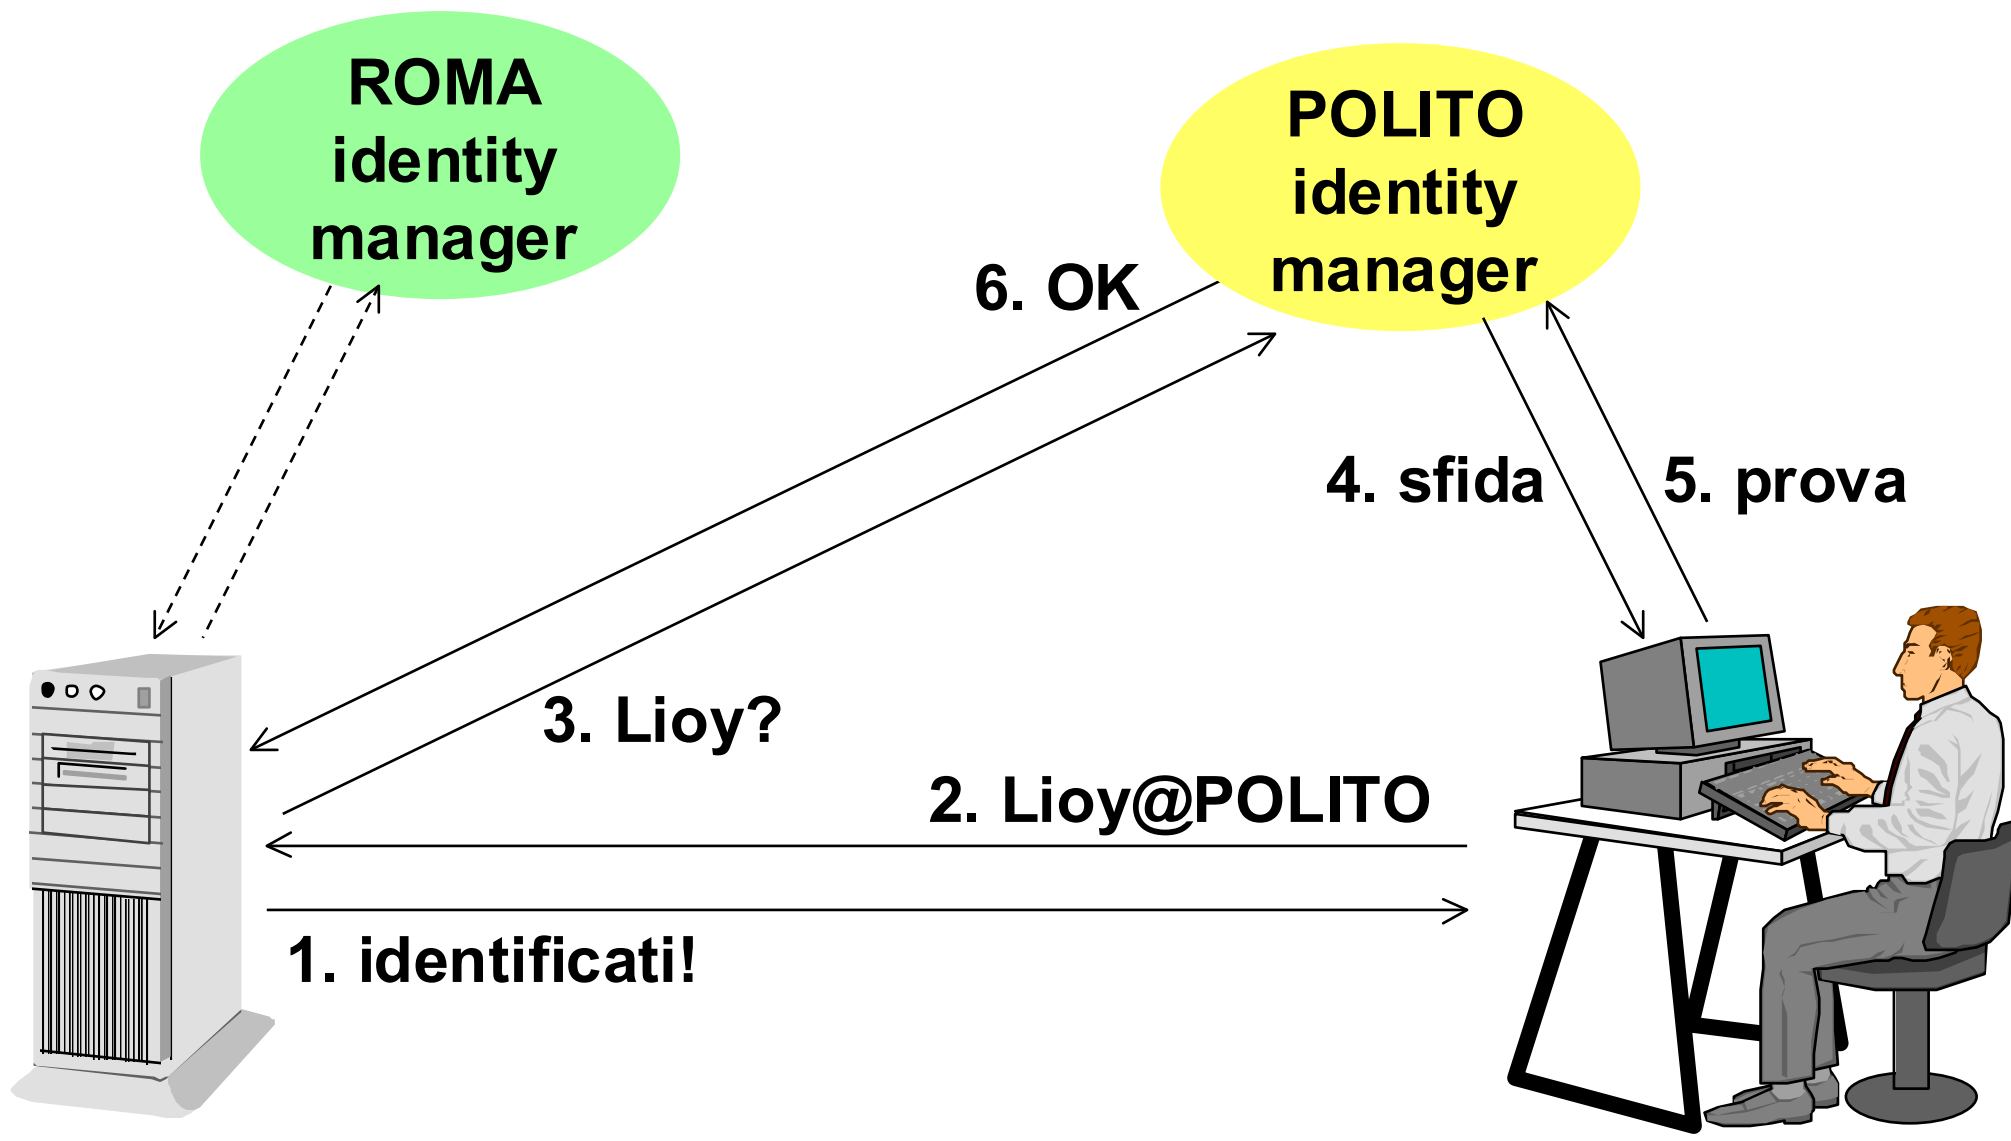 ROMA
identity
manager
POLITO
identity
manager
6. OK
4. sfida
5. prova
3. Lioy?
2. Lioy@POLITO
1. identificati!